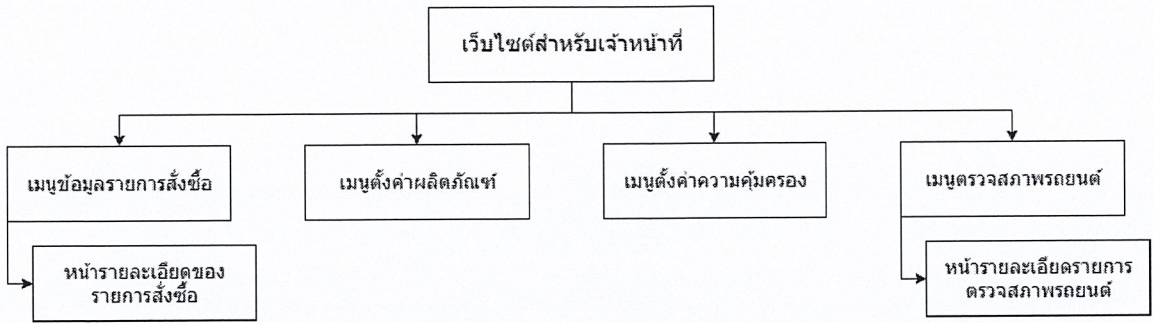 เว็บไซต์สำหรับเจ้าหน้าที่
เมนูข้อมูลรายการสั่งซื้อ
เมนูตั้งค่าผลิตภัณฑ์
เมนูตั้งค่าความคุ้มครอง
เมนูตรวจสภาพรถยนต์
หน้ารายละเอียดของ
รายการสั่งซื้อ
หน้ารายละเอียดรายการ
ตรวจสภาพรถยนต์